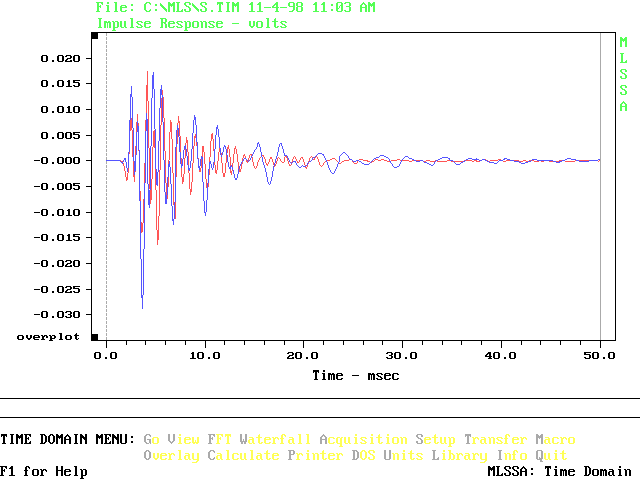 File: C:\MLS\S.TIM 11-4-98 11:03 AM
Impulse Response - volts
MLSSA
0.020
0.015
0.010
0.005
-0.000
-0.005
-0.010
-0.015
-0.020
-0.025
-0.030
overplot
0.0 10.0 20.0 30.0 40.0 50.0
Time - msec
TIME DOMAIN MENU: Go View FFT Waterfall Acquisition Setup Transfer Macro
Overlay Calculate Printer DOS Units Library Info Quit
F1 for Help MLSSA: Time Domain